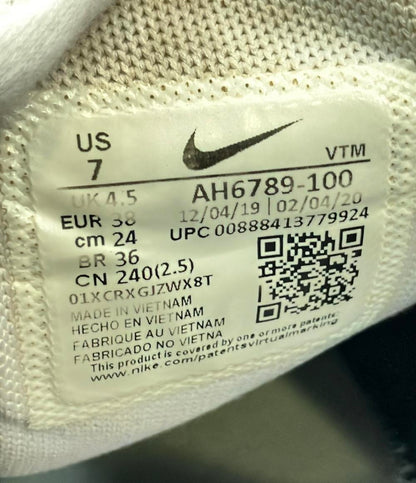 US
7
VTM
UK 4.5
AH6789-100
EUR 38
12/04/19 | 02/04/20
cm 24
UPC 00888413779924
BR 36
CN 240(2.5)
01XCRXGJZWX8T
MADE IN VIETNAM
HECHO EN VIETNAM
FABRIQUE AU VIETNAM
FABRICADO NO VIETNA
This product is covered by one or more patents:
www.nike.com/patentsvirtualmarking